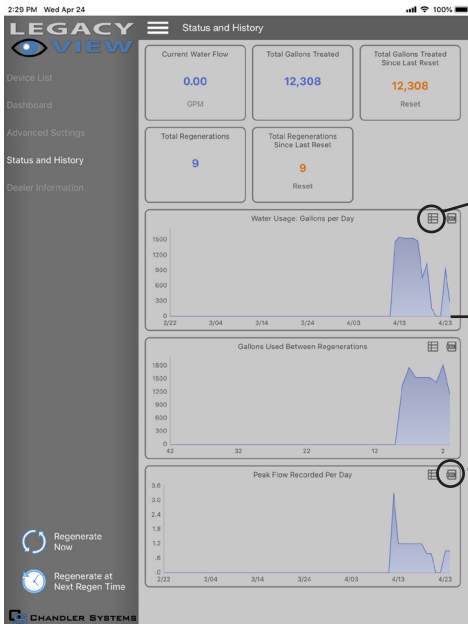 2:29 PM Wed Apr 24
100%
LEGACY
VIEW
Device List
Dashboard
Advanced Settings
Status and History
Dealer Information
Regenerate
Now
Regenerate at
Next Regen Time
CHANDLER SYSTEMS
Status and History
Current Water Flow
0.00
GPM
Total Gallons Treated
12,308
Total Gallons Treated
Since Last Reset
12,308
Reset
Total Regenerations
9
Total Regenerations
Since Last Reset
9
Reset
Water Usage: Gallons per Day
1500
1200
900
600
300
0
2/22 3/04 3/14 3/24 4/03 4/13 4/23
Gallons Used Between Regenerations
1800
1500
1200
900
600
300
0
42 32 22 12 2
Peak Flow Recorded Per Day
3.6
3.0
2.4
1.8
1.2
.6
.0
2/22 3/04 3/14 3/24 4/03 4/13 4/23